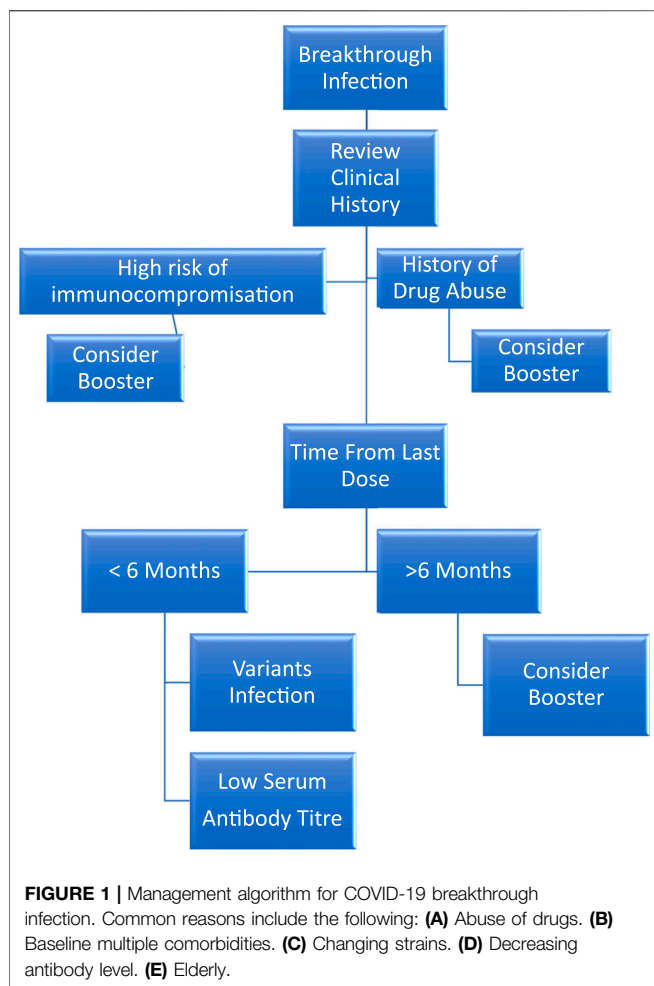 Breakthrough
Infection
Review
Clinical
History
High risk of
immunocompromisation
History of
Drug Abuse
Consider
Booster
Consider
Booster
Time From Last
Dose
< 6 Months
>6 Months
Variants
Infection
Consider
Booster
Low Serum
Antibody Titre
FIGURE 1 | Management algorithm for COVID-19 breakthrough
infection. Common reasons include the following: (A) Abuse of drugs. (B)
Baseline multiple comorbidities. (C) Changing strains. (D) Decreasing
antibody level. (E) Elderly.